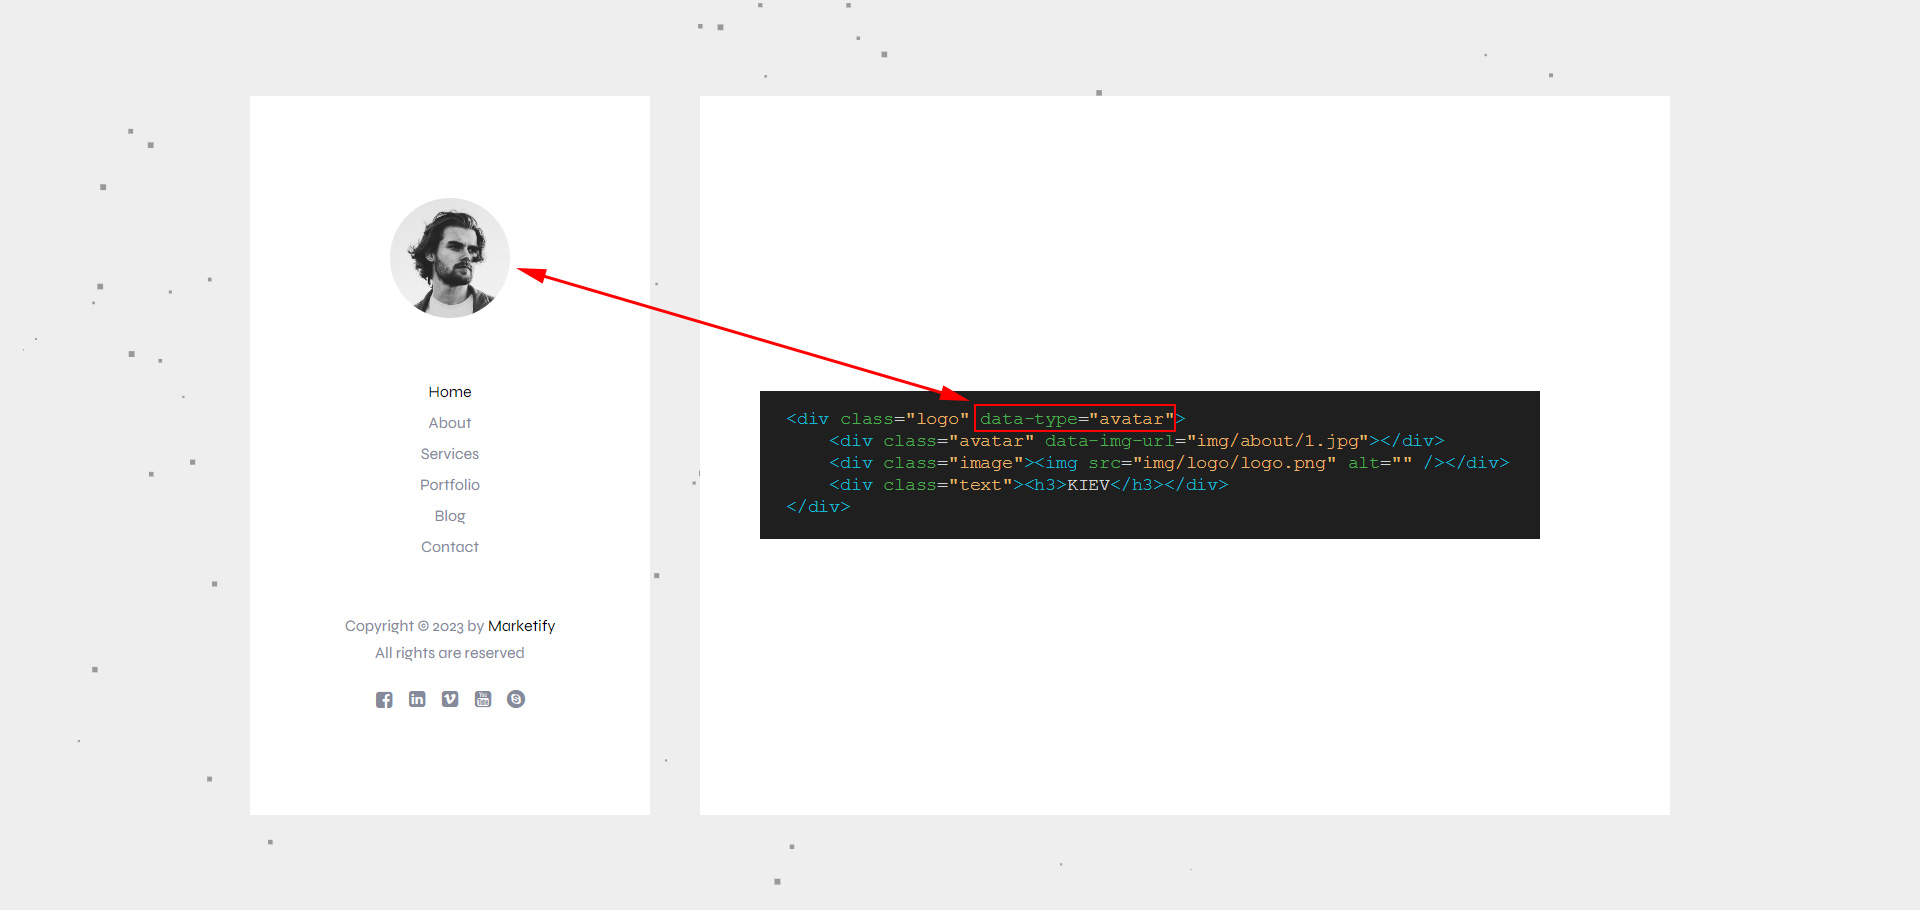 Home
About
Services
Portfolio
Blog
Contact
Copyright © 2023 by Marketify
All rights are reserved
<div class="logo" data-type="avatar">
    <div class="avatar" data-img-url="img/about/1.jpg"></div>
    <div class="image"><img src="img/logo/logo.png" alt="" /></div>
    <div class="text"><h3>KIEV</h3></div>
</div>